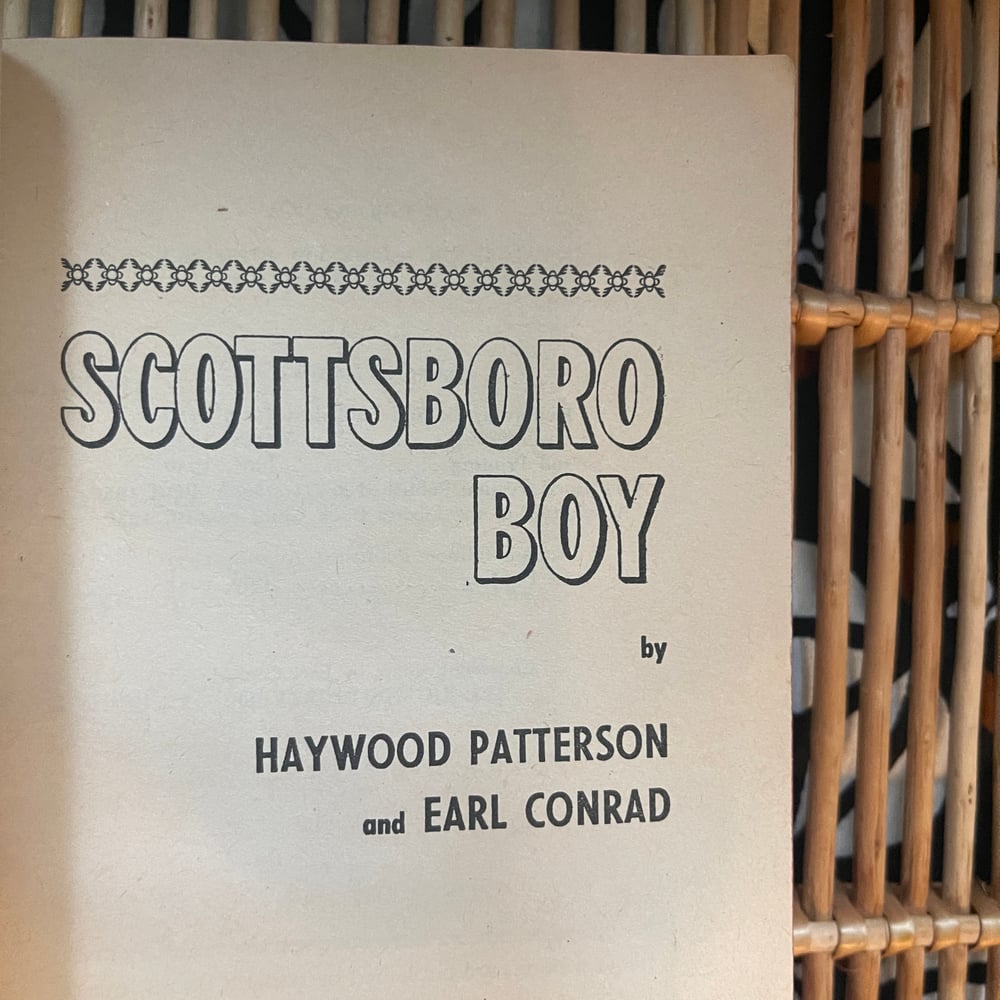 SCOTTSBORO
BOY
by
HAYWOOD PATTERSON
and EARL CONRAD